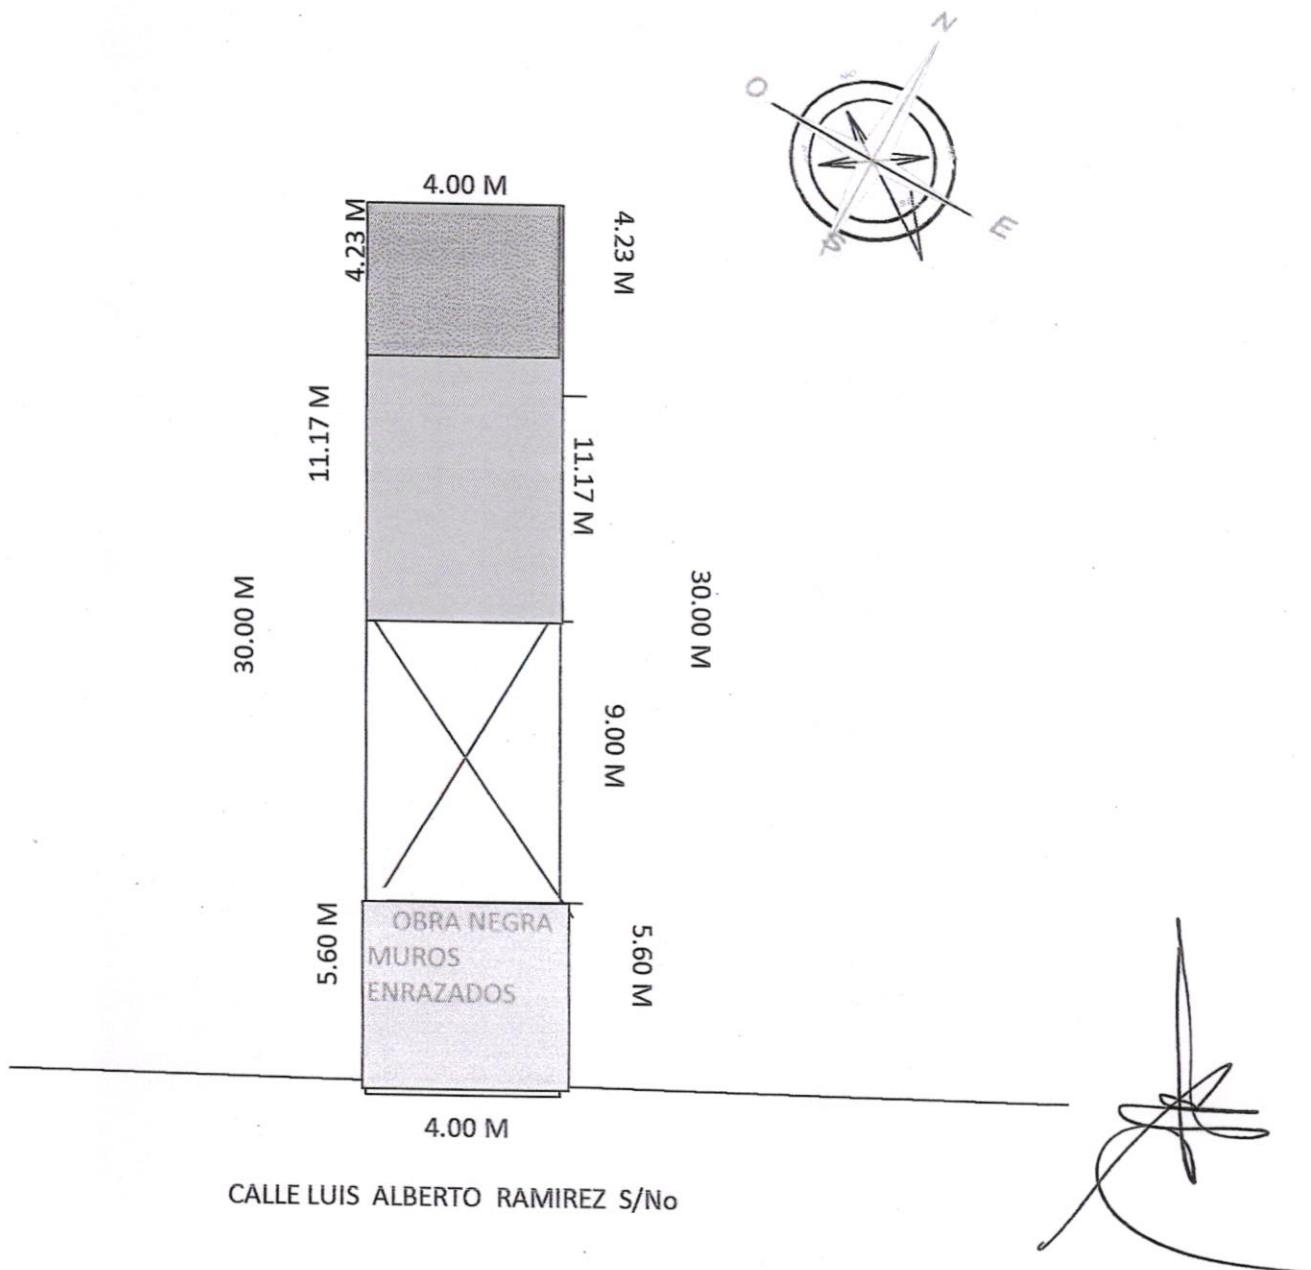 N
O
E
S
4.00 M
4.23 M
4.23 M
11.17 M
11.17 M
30.00 M
30.00 M
9.00 M
5.60 M
OBRA NEGRA
MUROS
ENRAZADOS
5.60 M
4.00 M
CALLE LUIS ALBERTO RAMIREZ S/No